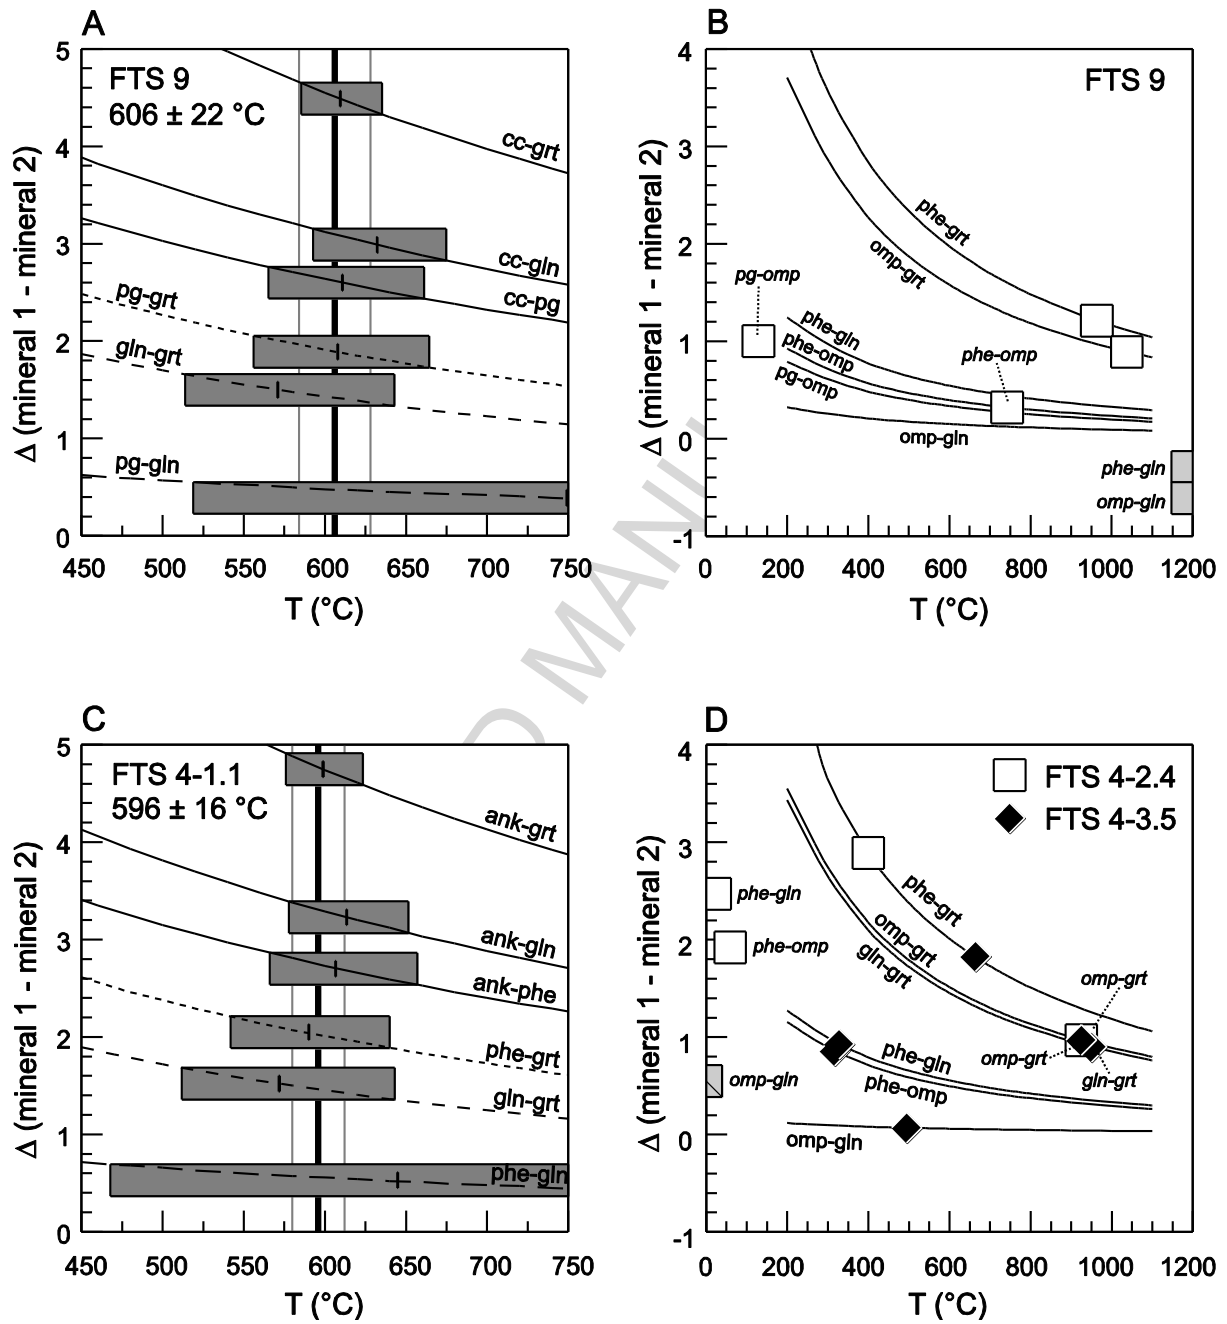 A
B
5
4
3
2
1
0
Δ (mineral 1 - mineral 2)
FTS 9
606 ± 22 °C
cc-grt
cc-gln
cc-pg
pg-grt
gln-grt
pg-gln
450 500 550 600 650 700 750
T (°C)
4
3
2
1
0
-1
Δ (mineral 1 - mineral 2)
FTS 9
phe-grt
omp-grt
pg-omp
phe-gln
phe-omp
phe-omp
pg-omp
omp-gln
phe-gln
omp-gln
0 200 400 600 800 1000 1200
T (°C)
D MANU
C
D
5
4
3
2
1
0
Δ (mineral 1 - mineral 2)
FTS 4-1.1
596 ± 16 °C
ank-grt
ank-gln
ank-phe
phe-grt
gln-grt
phe-gln
450 500 550 600 650 700 750
T (°C)
4
3
2
1
0
-1
Δ (mineral 1 - mineral 2)
FTS 4-2.4
FTS 4-3.5
phe-gln
phe-grt
omp-grt
gln-grt
phe-omp
omp-grt
omp-grt
gln-grt
phe-gln
phe-omp
omp-gln
omp-gln
0 200 400 600 800 1000 1200
T (°C)